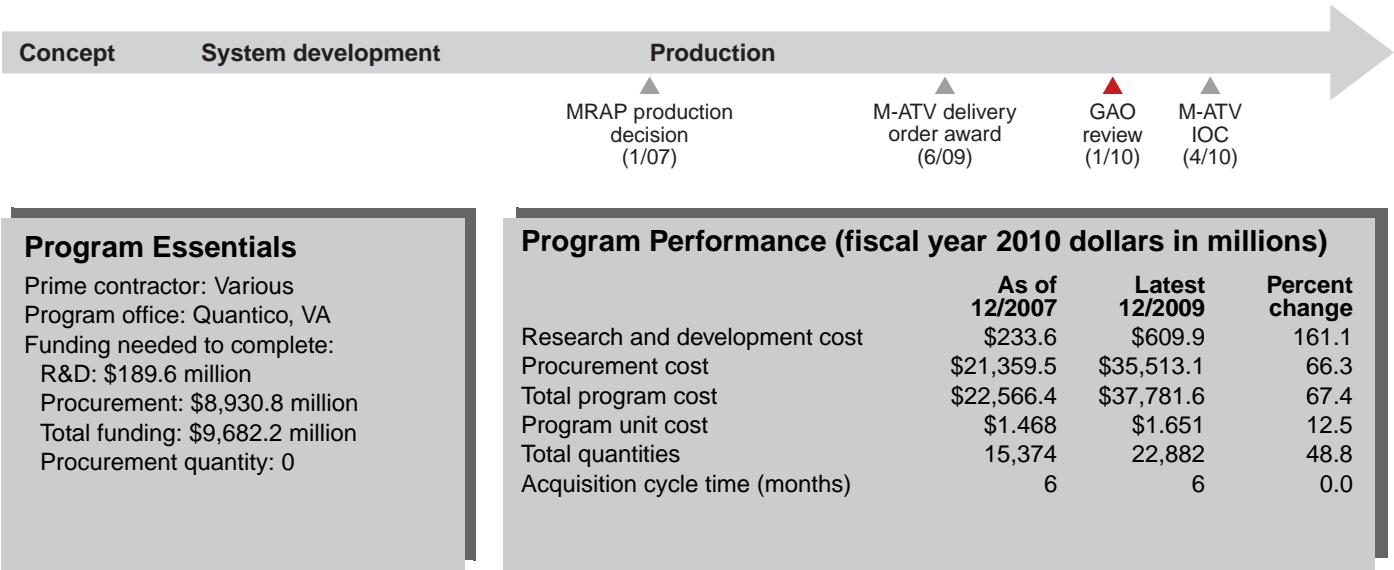 Concept System development Production
MRAP production
decision
(1/07)
M-ATV delivery
order award
(6/09)
GAO
review
(1/10)
M-ATV
IOC
(4/10)
Program Essentials
Prime contractor: Various
Program office: Quantico, VA
Funding needed to complete:
R&D: $189.6 million
Procurement: $8,930.8 million
Total funding: $9,682.2 million
Procurement quantity: 0
Program Performance (fiscal year 2010 dollars in millions)
As of 12/2007 Latest 12/2009 Percent change
Research and development cost $233.6 $609.9 161.1
Procurement cost $21,359.5 $35,513.1 66.3
Total program cost $22,566.4 $37,781.6 67.4
Program unit cost $1.468 $1.651 12.5
Total quantities 15,374 22,882 48.8
Acquisition cycle time (months) 6 6 0.0